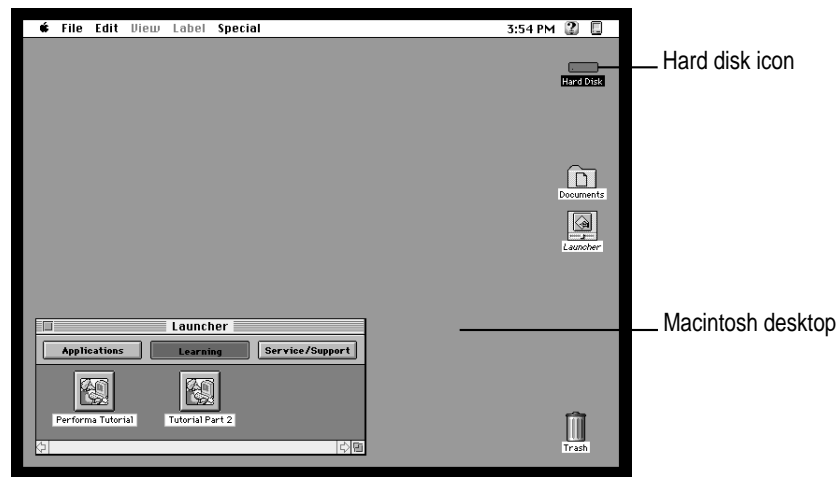 File Edit View Label Special 3:54 PM
Hard disk icon
Hard Disk
Documents
Launcher
Macintosh desktop
Launcher
Applications Learning Service/Support
Performa Tutorial Tutorial Part 2
Trash